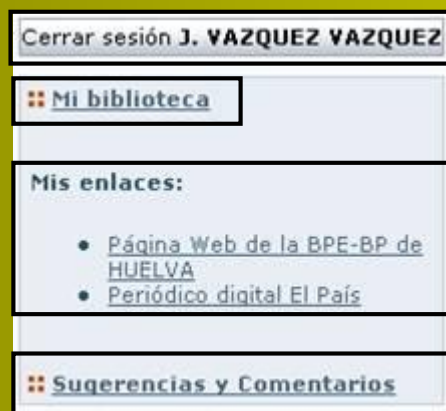 Cerrar sesión J. VAZQUEZ VAZQUEZ
Mi biblioteca
Mis enlaces:
Página Web de la BPE-BP de
HUELVA
Periódico digital El País
Sugerencias y Comentarios